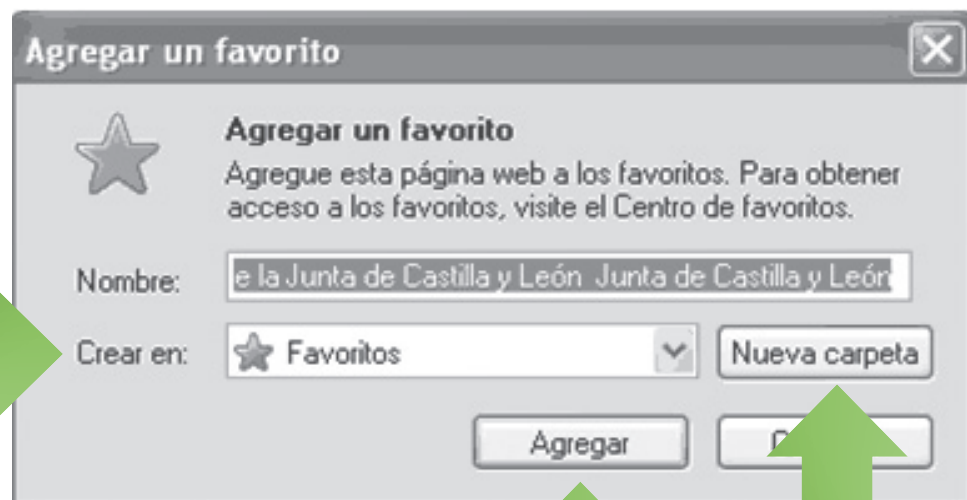 Agregar un favorito
Agregar un favorito
Agregue esta página web a los favoritos. Para obtener
acceso a los favoritos, visite el Centro de favoritos.
Nombre:
e la Junta de Castilla y León Junta de Castilla y León
Crear en:
Favoritos
Nueva carpeta
Agregar